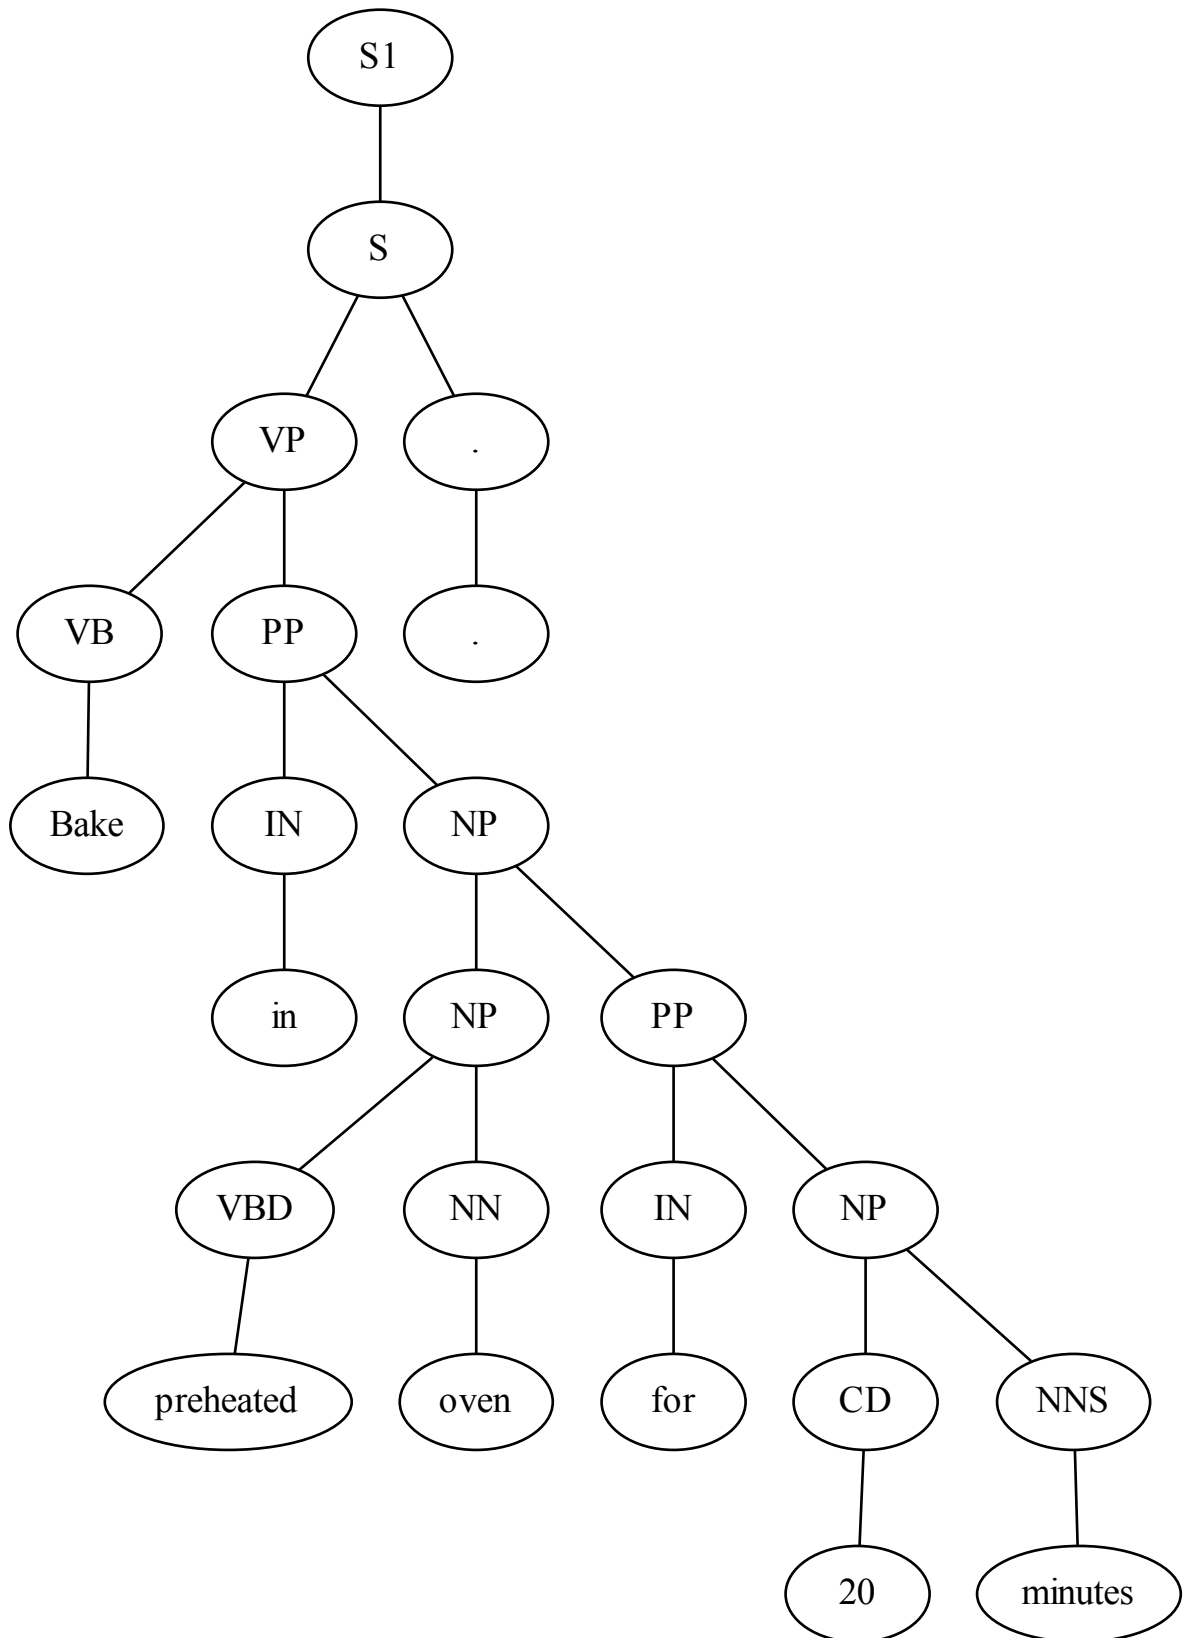 S1
S
VP .
VB PP .
Bake IN NP
in NP PP
VBD NN IN NP
preheated oven for CD NNS
20 minutes